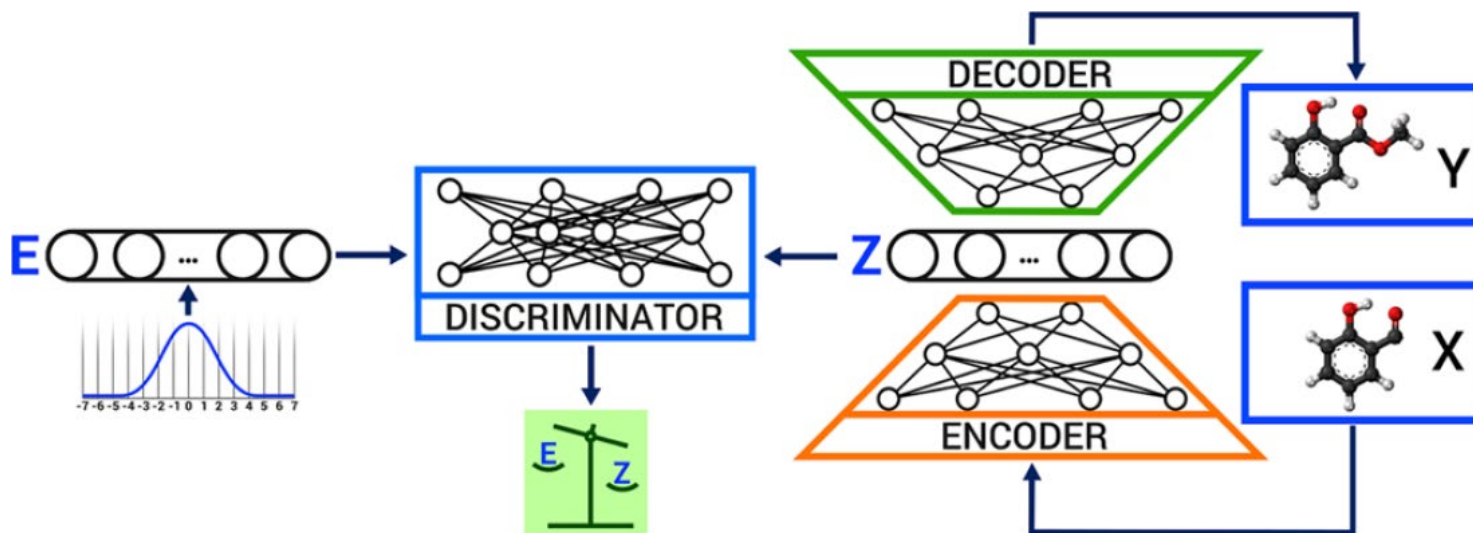 DECODER
Y
E
...
DISCRIMINATOR
Z
...
-7 -6 -5 -4 -3 -2 -1 0 1 2 3 4 5 6 7
X
ENCODER
E
Z